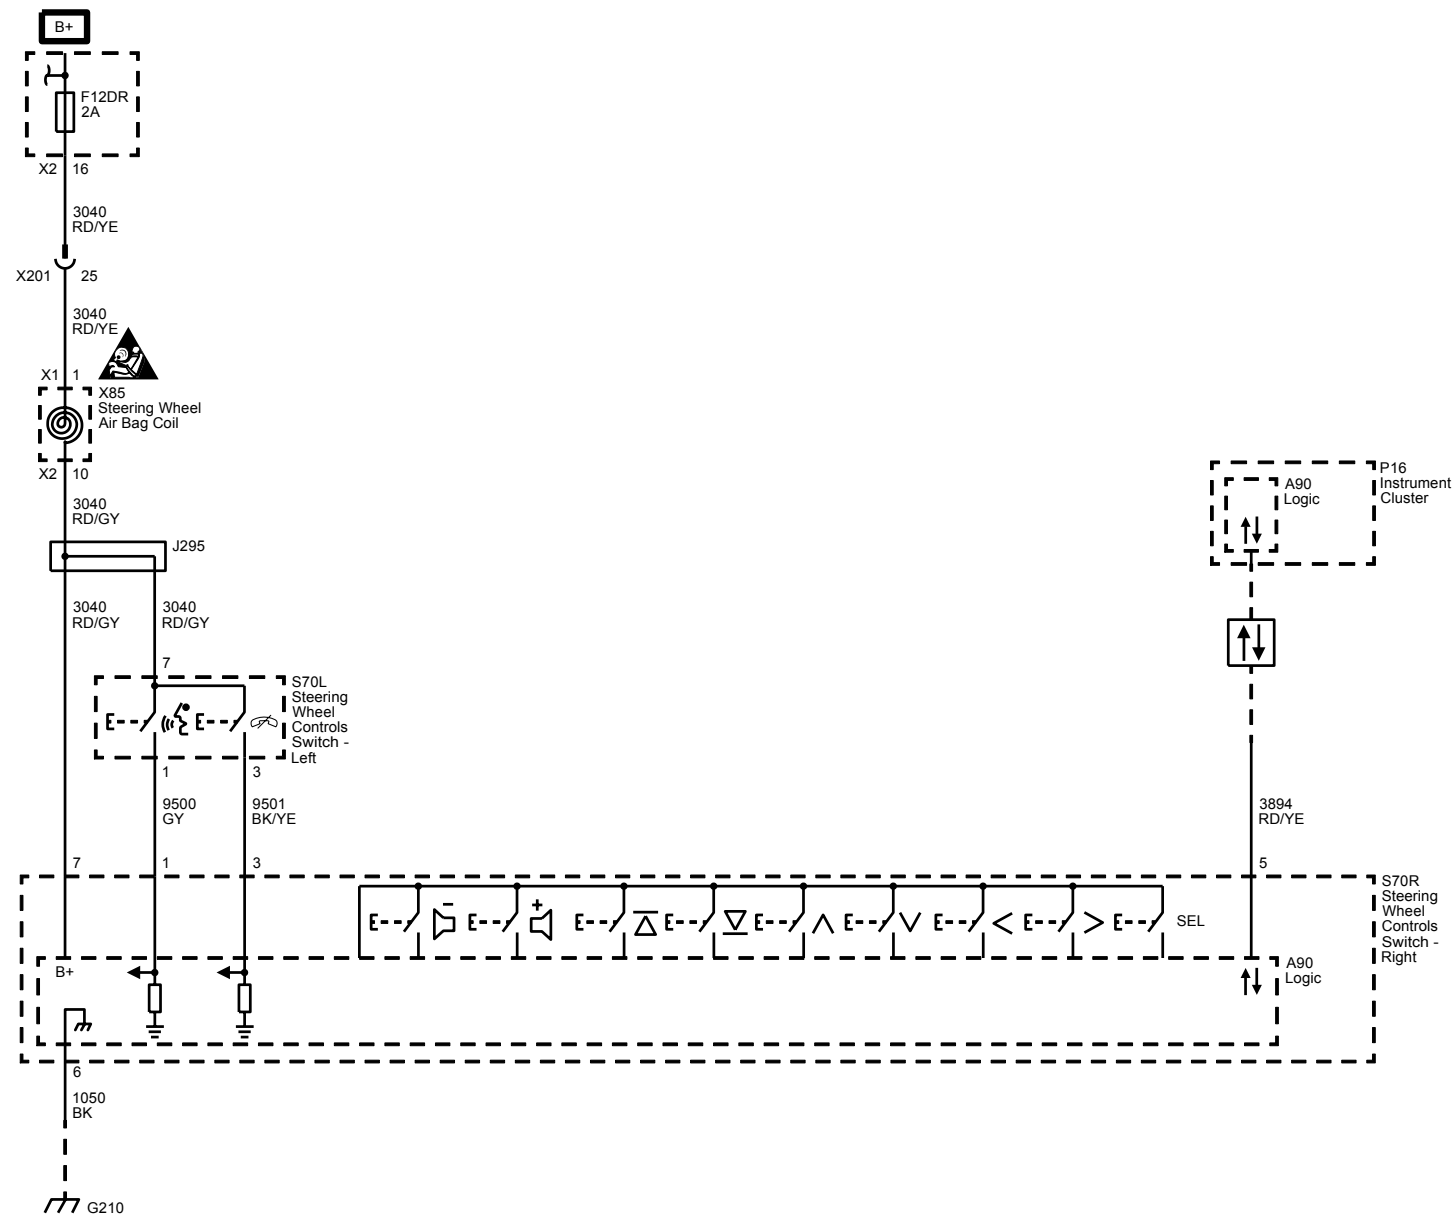 B+
F12DR
2A
X2 16
3040
RD/YE
X201 25
3040
RD/YE
X1 1
X85
Steering Wheel
Air Bag Coil
X2 10
3040
RD/GY
J295
3040
RD/GY
3040
RD/GY
7
S70L
Steering
Wheel
Controls
Switch -
Left
1
3
9500
GY
9501
BK/YE
P16
Instrument
Cluster
A90
Logic
3894
RD/YE
7
1
3
5
S70R
Steering
Wheel
Controls
Switch -
Right
- 
+
SEL
B+
A90
Logic
6
1050
BK
G210